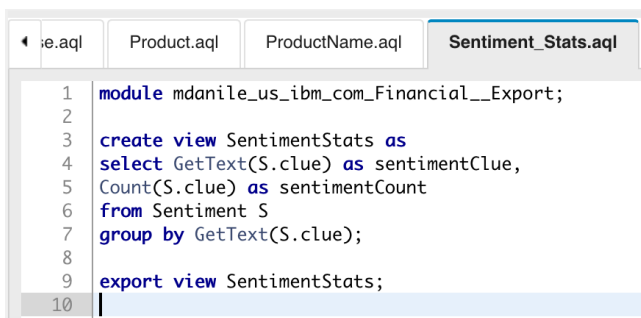 se.aql Product.aql ProductName.aql Sentiment_Stats.aql
1 module mdanile_us_ibm_com_Financial__Export;
2
3 create view SentimentStats as
4 select GetText(S.clue) as sentimentClue,
5 Count(S.clue) as sentimentCount
6 from Sentiment S
7 group by GetText(S.clue);
8
9 export view SentimentStats;
10